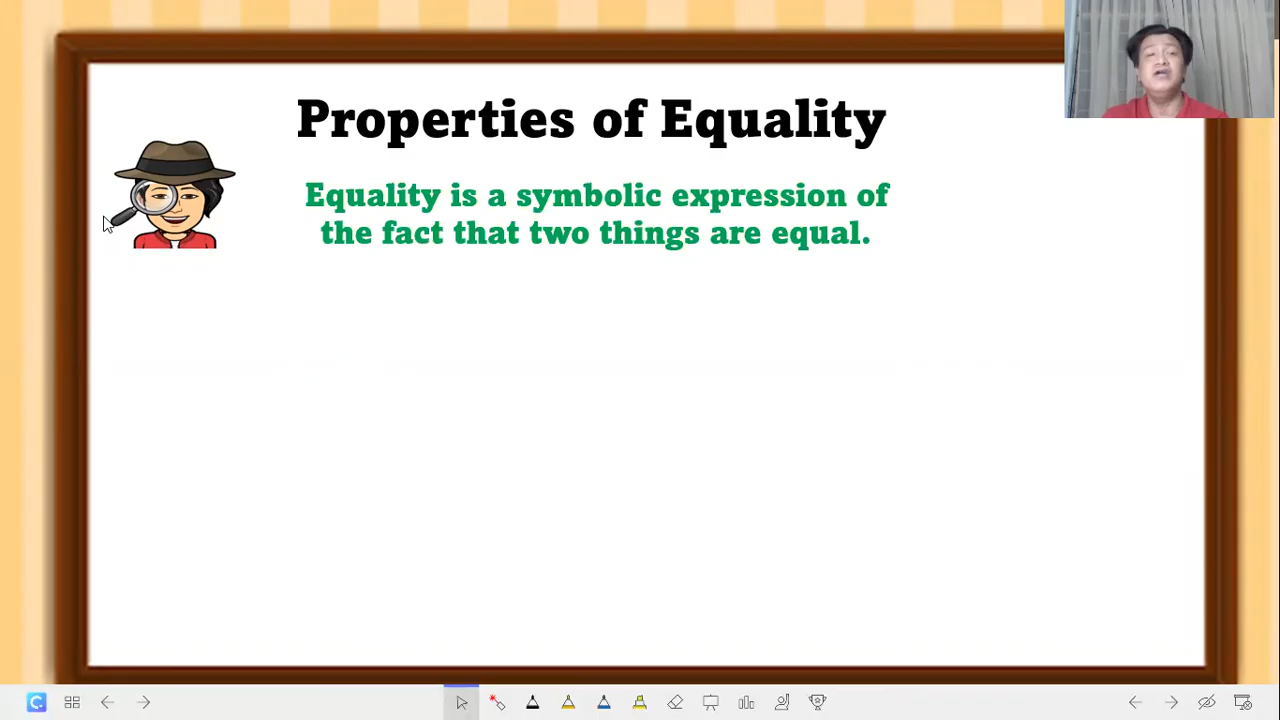 Properties of Equality
Equality is a symbolic expression of
the fact that two things are equal.